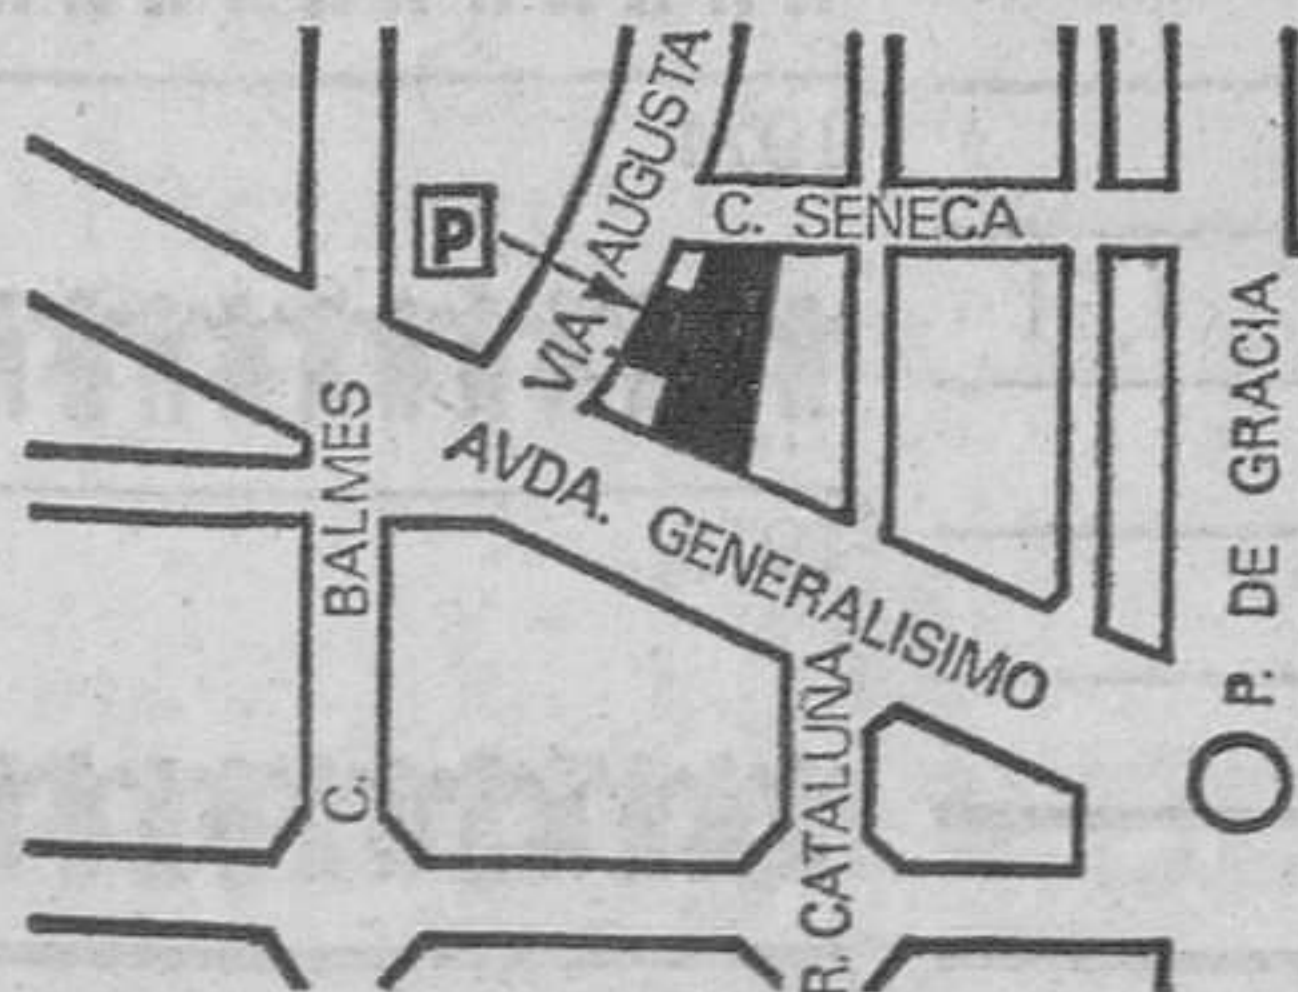 VIA AUGUSTA
P
C. SENECA
C. BALMES
AVDA. GENERALISIMO
P. DE GRACIA
R. CATALUÑA